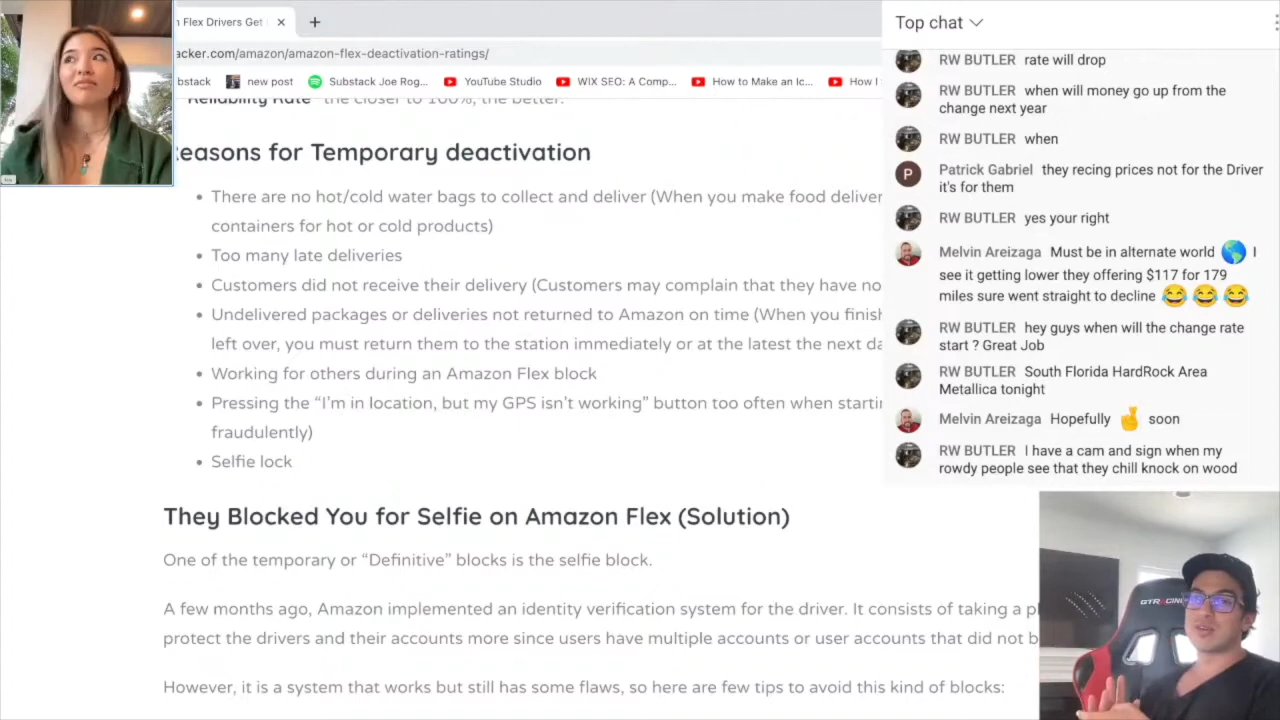 n Flex Drivers Get
acker.com/amazon/amazon-flex-deactivation-ratings/
bstack
new post
Substack Joe Rog...
YouTube Studio
WIX SEO: A Comp...
How to Make an Ic...
How I
Reliability Rate the closer to 100%, the better.
Reasons for Temporary deactivation
There are no hot/cold water bags to collect and deliver (When you make food deliver
containers for hot or cold products)
Too many late deliveries
Customers did not receive their delivery (Customers may complain that they have no
Undelivered packages or deliveries not returned to Amazon on time (When you finish
left over, you must return them to the station immediately or at the latest the next da
Working for others during an Amazon Flex block
Pressing the “I’m in location, but my GPS isn’t working” button too often when startin
fraudulently)
Selfie lock
They Blocked You for Selfie on Amazon Flex (Solution)
One of the temporary or “Definitive” blocks is the selfie block.
A few months ago, Amazon implemented an identity verification system for the driver. It consists of taking a p
protect the drivers and their accounts more since users have multiple accounts or user accounts that did not b
However, it is a system that works but still has some flaws, so here are few tips to avoid this kind of blocks:
Top chat
RW BUTLER rate will drop
RW BUTLER when will money go up from the
change next year
RW BUTLER when
P
Patrick Gabriel they recing prices not for the Driver
it's for them
RW BUTLER yes your right
Melvin Areizaga Must be in alternate world 🌎 I
see it getting lower they offering $117 for 179
miles sure went straight to decline 😂 😂 😂
RW BUTLER hey guys when will the change rate
start ? Great Job
RW BUTLER South Florida HardRock Area
Metallica tonight
Melvin Areizaga Hopefully 🤞 soon
RW BUTLER I have a cam and sign when my
rowdy people see that they chill knock on wood
GTRACING